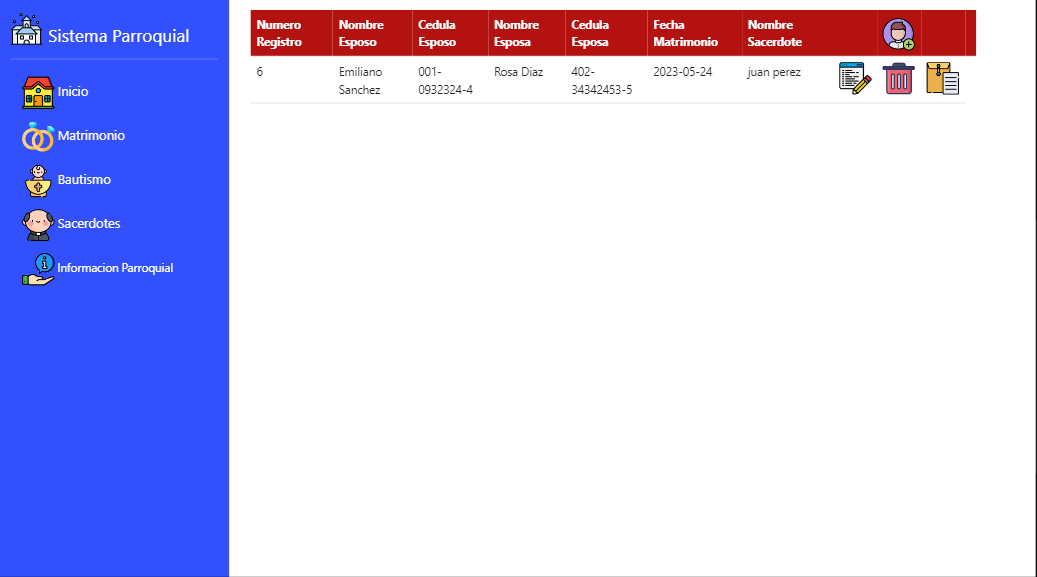 Sistema Parroquial
Inicio
Matrimonio
Bautismo
Sacerdotes
Informacion Parroquial
Numero Registro	Nombre Esposo	Cedula Esposo	Nombre Esposa	Cedula Esposa	Fecha Matrimonio	Nombre Sacerdote
6	Emiliano Sanchez	001-0932324-4	Rosa Diaz	402-34342453-5	2023-05-24	juan perez